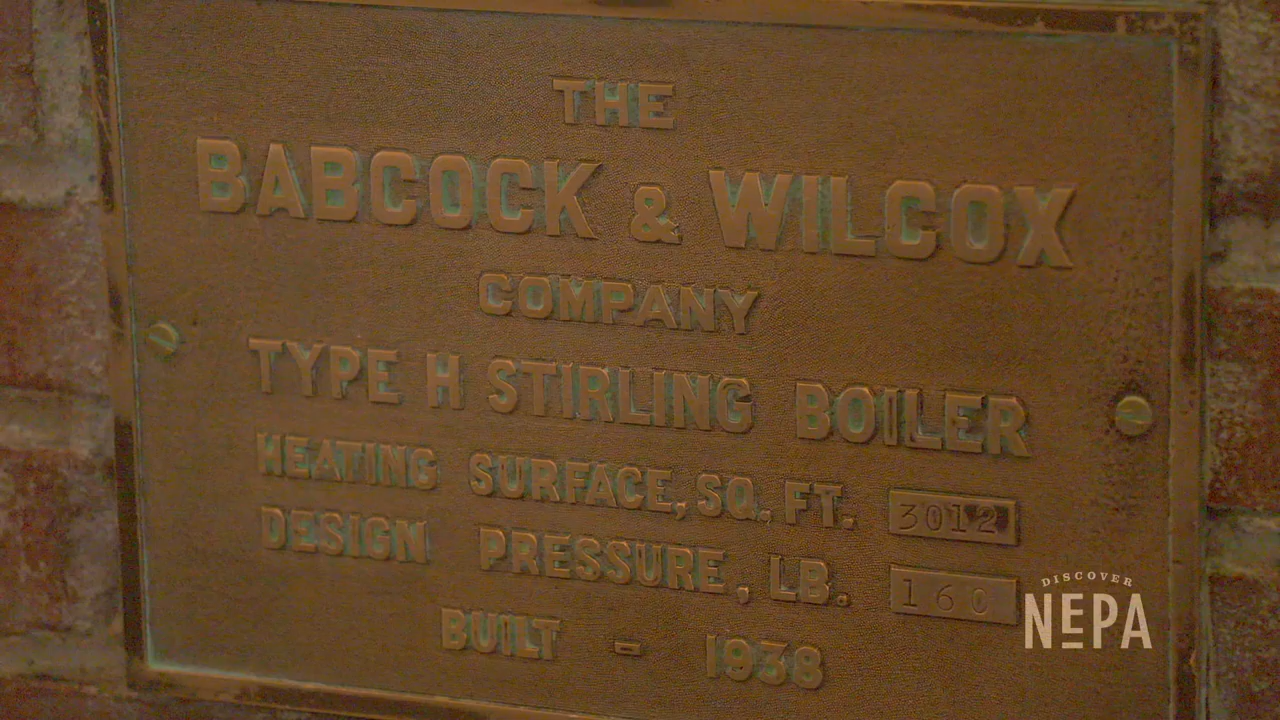 THE
BABCOCK & WILCOX
COMPANY
TYPE H STIRLING BOILER
HEATING SURFACE, SQ. FT. 3012
DESIGN PRESSURE, LB. 160
BUILT - 1938
DISCOVER
NEPA